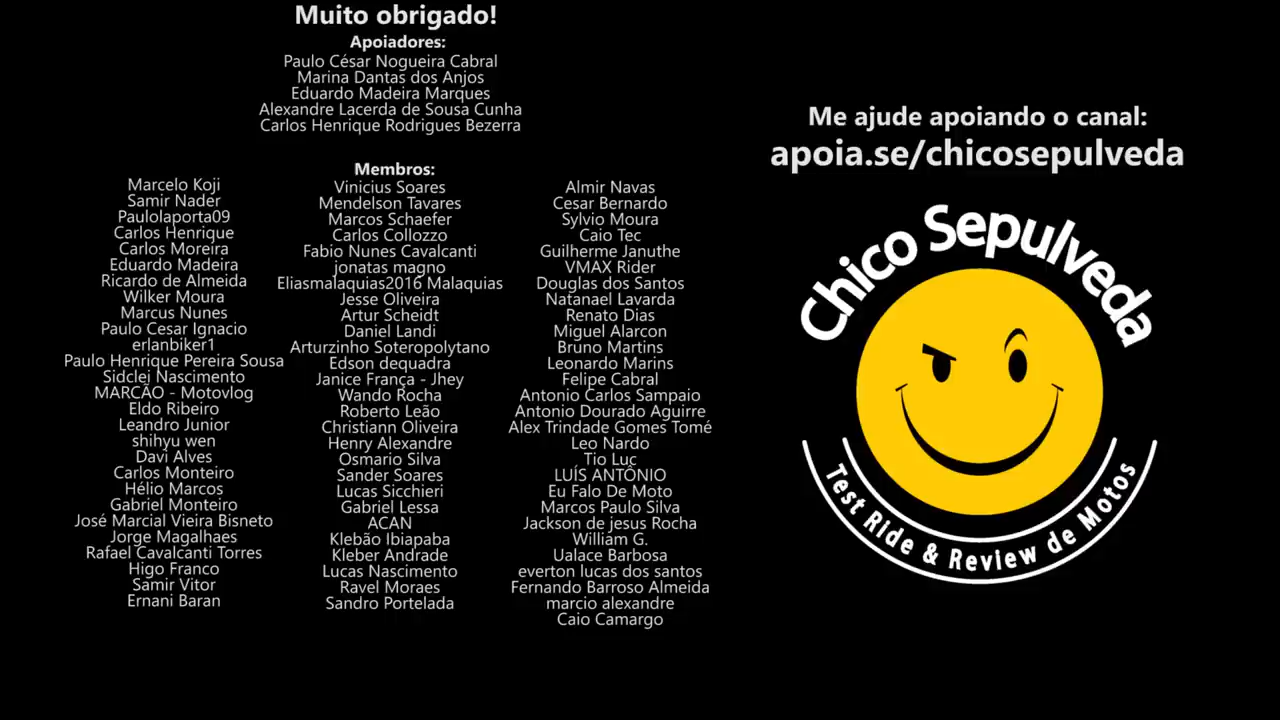 Muito obrigado!
Apoiadores:
Paulo César Nogueira Cabral
Marina Dantas dos Anjos
Eduardo Madeira Marques
Alexandre Lacerda de Sousa Cunha
Carlos Henrique Rodrigues Bezerra
Membros:
Marcelo Koji
Samir Nader
Paulolaporta09
Carlos Henrique
Carlos Moreira
Eduardo Madeira
Ricardo de Almeida
Wilker Moura
Marcus Nunes
Paulo Cesar Ignacio
erlanbiker1
Paulo Henrique Pereira Sousa
Sidclei Nascimento
MARCÃO - Motovlog
Eldo Ribeiro
Leandro Junior
shihyu wen
Davi Alves
Carlos Monteiro
Hélio Marcos
Gabriel Monteiro
José Marcial Vieira Bisneto
Jorge Magalhaes
Rafael Cavalcanti Torres
Higo Franco
Samir Vitor
Ernani Baran
Vinicius Soares
Mendelson Tavares
Marcos Schaefer
Carlos Collozzo
Fabio Nunes Cavalcanti
jonatas magno
Eliasmalaquias2016 Malaquias
Jesse Oliveira
Artur Scheidt
Daniel Landi
Arturzinho Soteropolytano
Edson dequadra
Janice França - Jhey
Wando Rocha
Roberto Leão
Christiann Oliveira
Henry Alexandre
Osmario Silva
Sander Soares
Lucas Sicchieri
Gabriel Lessa
ACAN
Klebão Ibiapaba
Kleber Andrade
Lucas Nascimento
Ravel Moraes
Sandro Portelada
Almir Navas
Cesar Bernardo
Sylvio Moura
Caio Tec
Guilherme Januthe
VMAX Rider
Douglas dos Santos
Natanael Lavarda
Renato Dias
Miguel Alarcon
Bruno Martins
Leonardo Marins
Felipe Cabral
Antonio Carlos Sampaio
Antonio Dourado Aguirre
Alex Trindade Gomes Tomé
Leo Nardo
Tio Luc
LUÍS ANTÔNIO
Eu Falo De Moto
Marcos Paulo Silva
Jackson de jesus Rocha
William G.
Ualace Barbosa
everton lucas dos santos
Fernando Barroso Almeida
marcio alexandre
Caio Camargo
Me ajude apoiando o canal:
apoia.se/chicosepulveda
Chico Sepulveda
Test Ride & Review de Motos